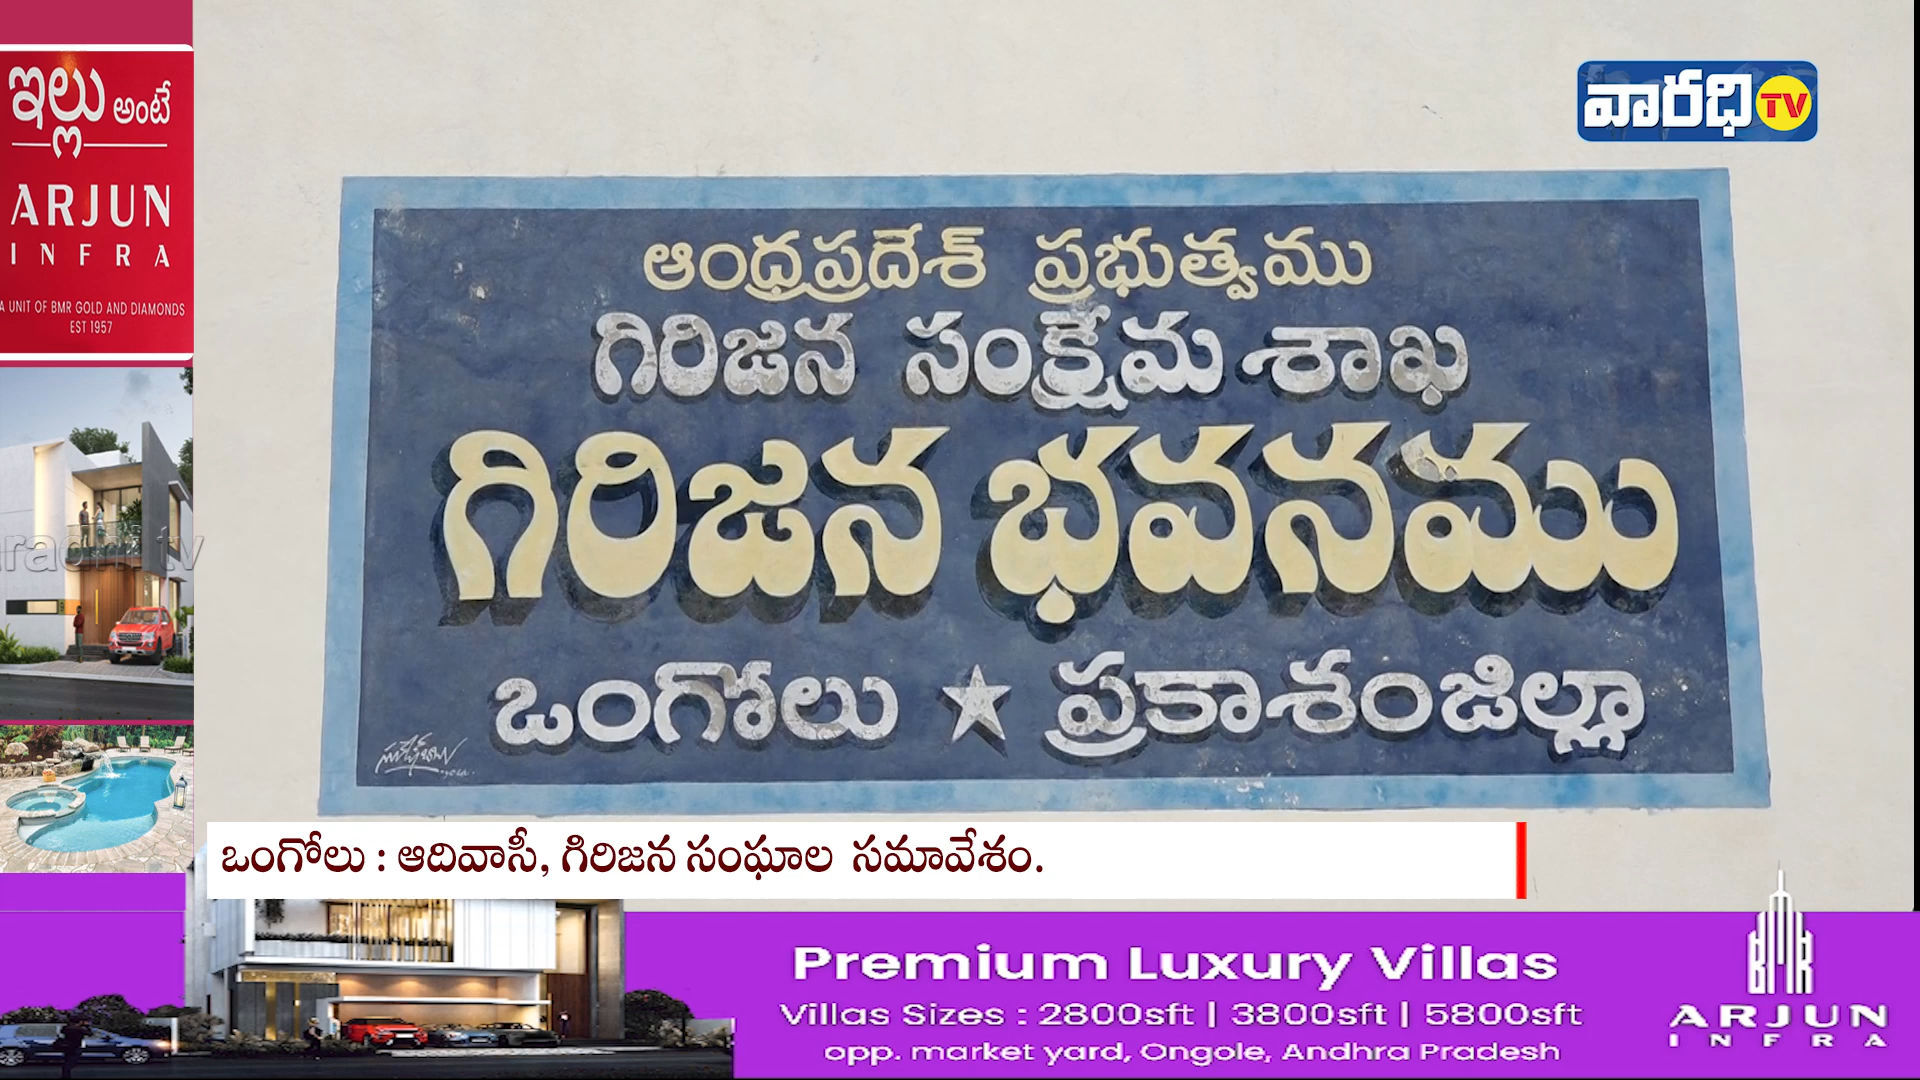 ఇల్లు అంటే
ARJUN
INFRA
A UNIT OF BMR GOLD AND DIAMONDS
EST 1957
వారధి TV
ఆంధ్రప్రదేశ్ ప్రభుత్వము
గిరిజన సంక్షేమ శాఖ
గిరిజన భవనము
ఒంగోలు ★ ప్రకాశంజిల్లా
ఒంగోలు : ఆదివాసీ, గిరిజన సంఘాల సమావేశం.
Premium Luxury Villas
Villas Sizes : 2800sft | 3800sft | 5800sft
opp. market yard, Ongole, Andhra Pradesh
BMR
ARJUN
INFRA